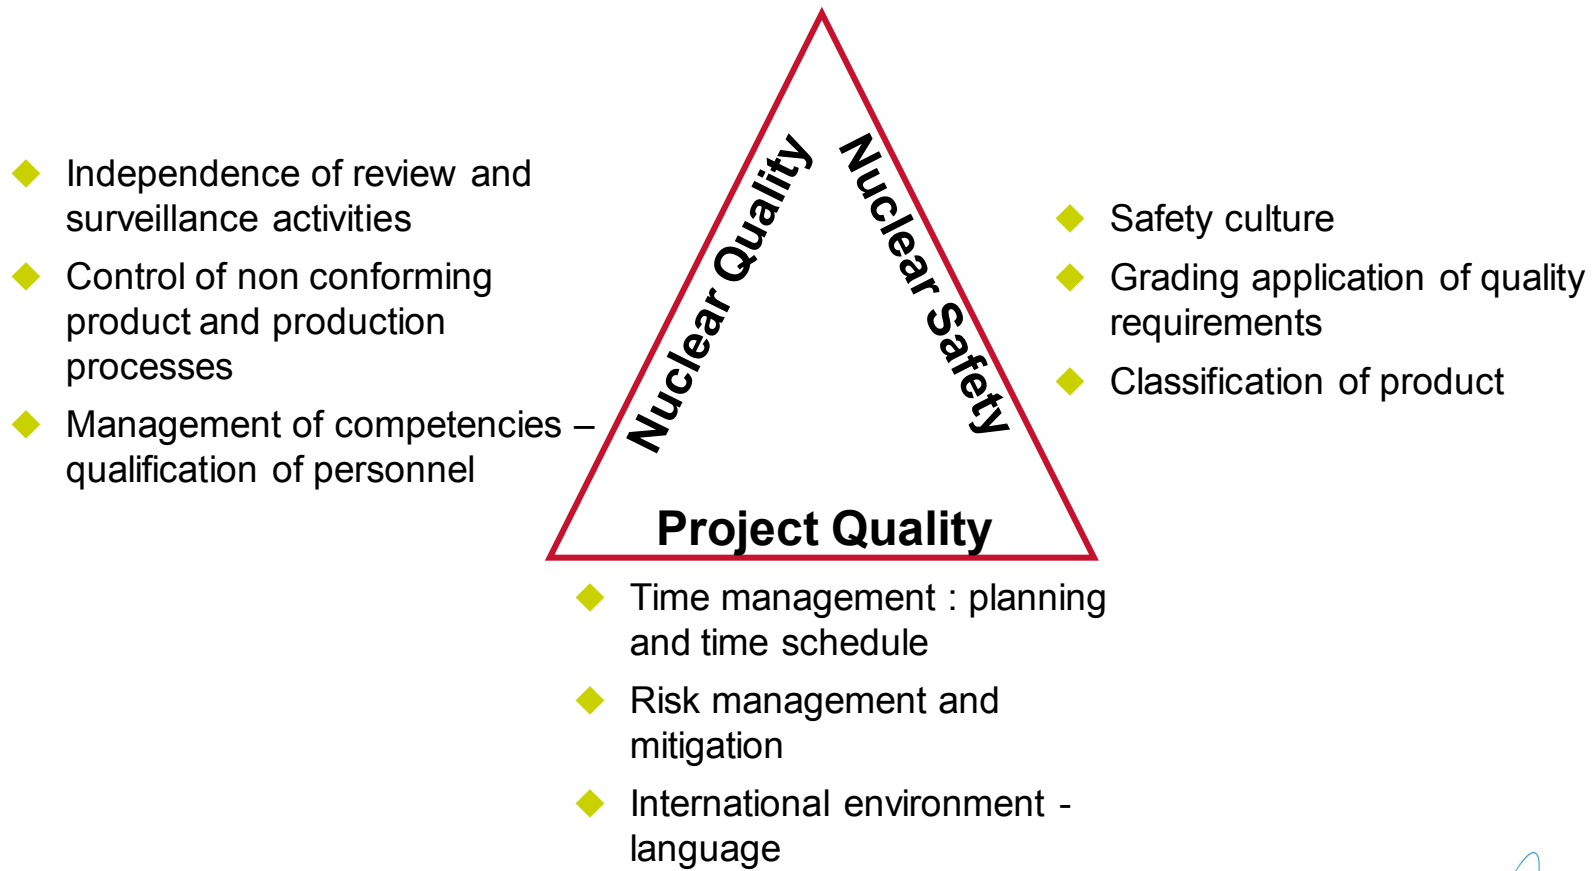 Independence of review and
surveillance activities
Control of non conforming
product and production
processes
Management of competencies –
qualification of personnel
Nuclear Quality
Nuclear Safety
Project Quality
Safety culture
Grading application of quality
requirements
Classification of product
Time management : planning
and time schedule
Risk management and
mitigation
International environment -
language